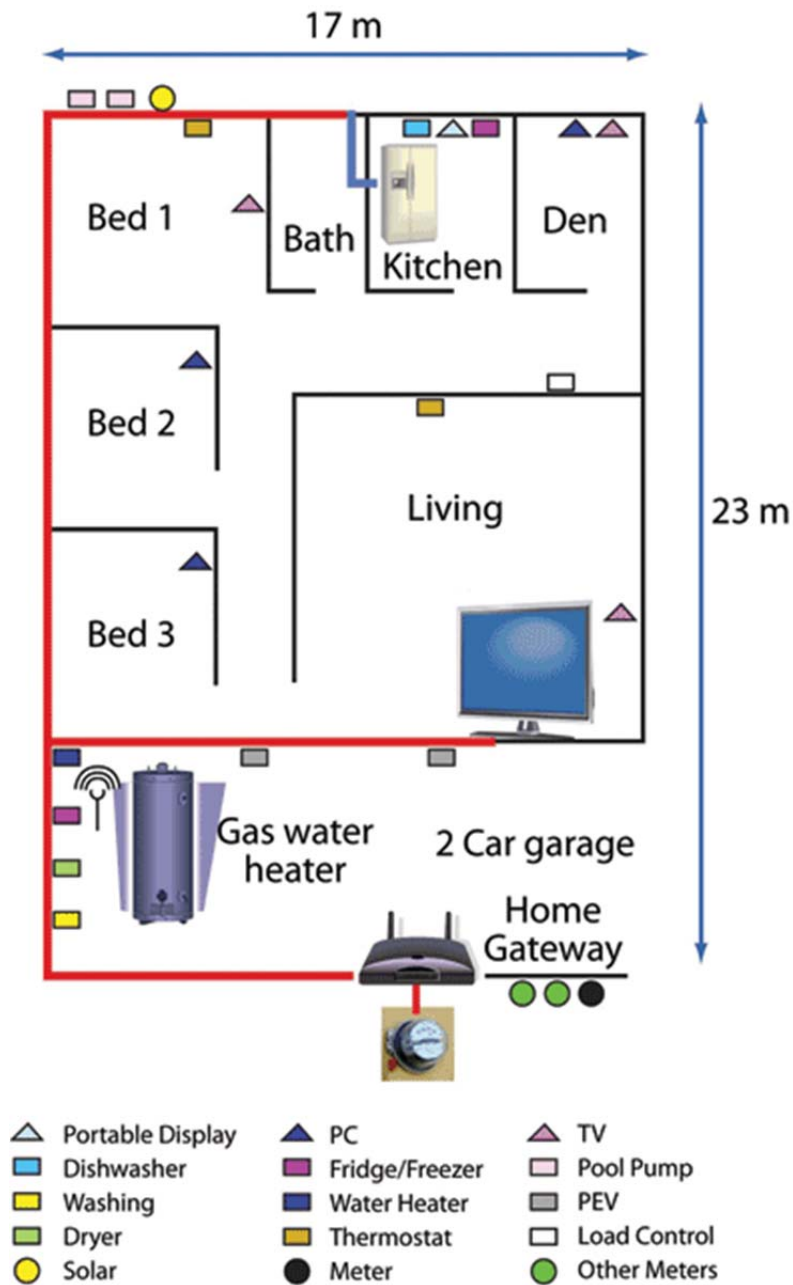 17 m
Bed 1
Bath
Kitchen
Den
Bed 2
Living
23 m
Bed 3
Gas water
heater
2 Car garage
Home
Gateway
Portable Display
PC
TV
Dishwasher
Fridge/Freezer
Pool Pump
Washing
Water Heater
PEV
Dryer
Thermostat
Load Control
Solar
Meter
Other Meters